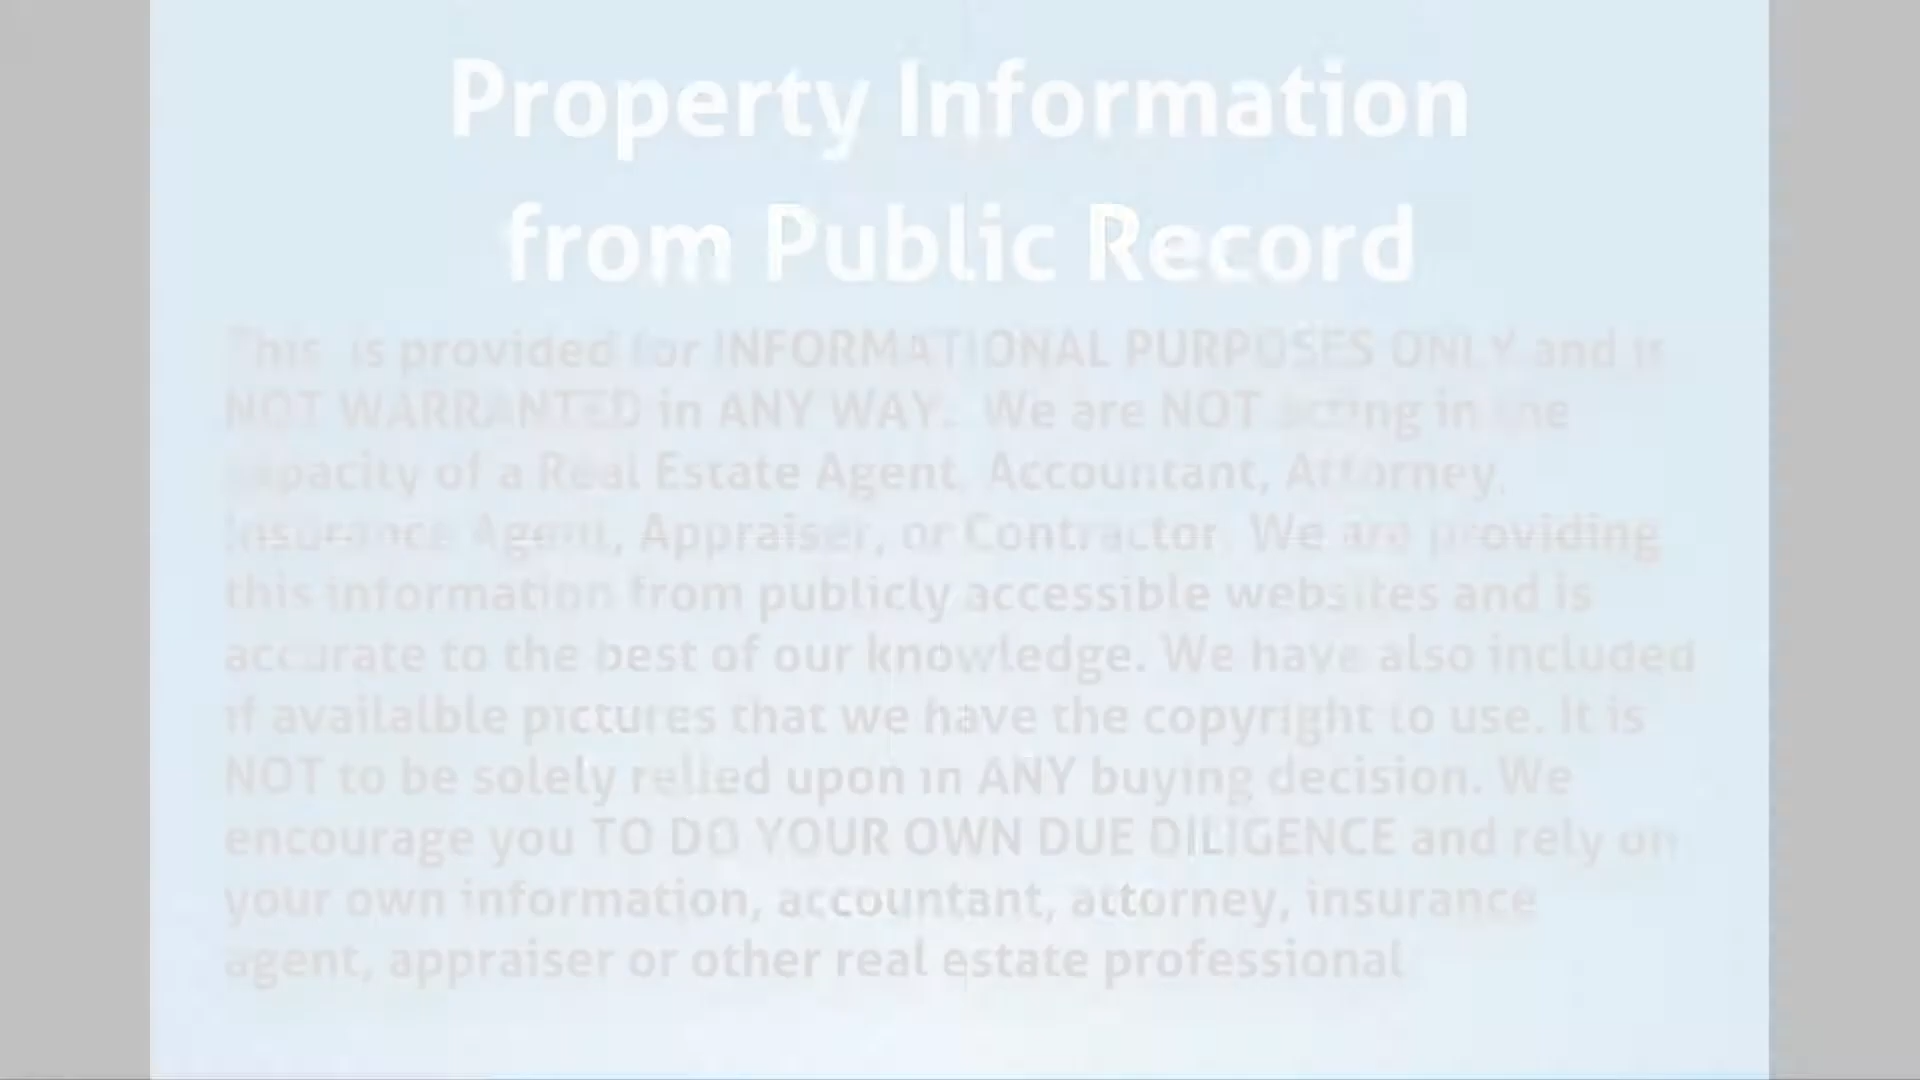 Property Information
from Public Record
This is provided for INFORMATIONAL PURPOSES ONLY and is
NOT WARRANTED in ANY WAY. We are NOT acting in the
capacity of a Real Estate Agent, Accountant, Attorney,
Insurance Agent, Appraiser, or Contractor. We are providing
this information from publicly accessible websites and is
accurate to the best of our knowledge. We have also included
if availalble pictures that we have the copyright to use. It is
NOT to be solely relied upon in ANY buying decision. We
encourage you TO DO YOUR OWN DUE DILIGENCE and rely on
your own information, accountant, attorney, insurance
agent, appraiser or other real estate professional